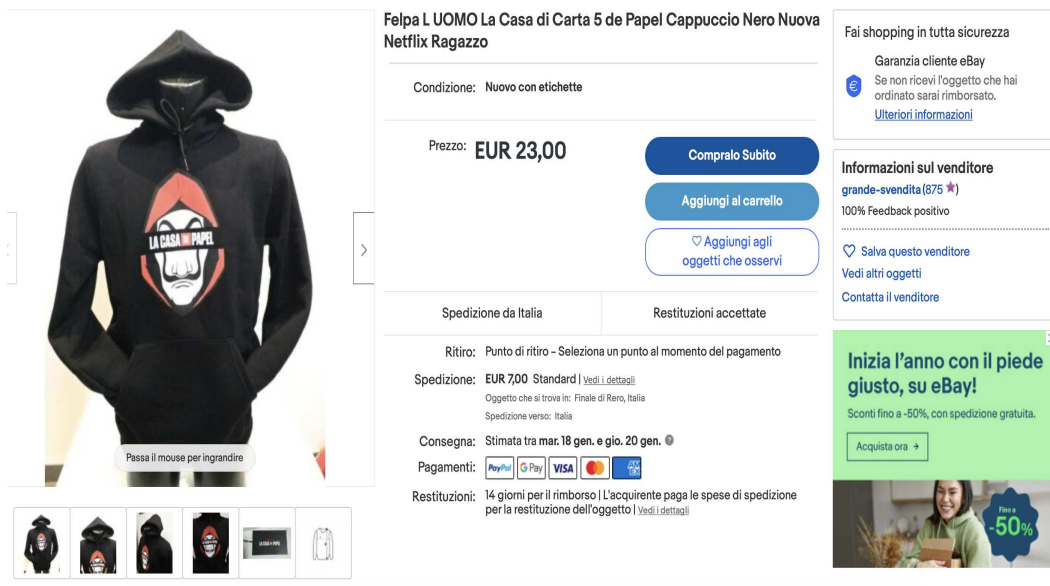 Felpa L UOMO La Casa di Carta 5 de Papel Cappuccio Nero Nuova
Netflix Ragazzo
Condizione: Nuovo con etichette
Prezzo: EUR 23,00
Compralo Subito
Aggiungi al carrello
Aggiungi agli
oggetti che osservi
Spedizione da Italia
Restituzioni accettate
Ritiro: Punto di ritiro – Seleziona un punto al momento del pagamento
Spedizione: EUR 7,00 Standard | Vedi i dettagli
Oggetto che si trova in: Finale di Rero, Italia
Spedizione verso: Italia
Consegna: Stimata tra mar. 18 gen. e gio. 20 gen.
Pagamenti: PayPal G Pay VISA AMEX
Restituzioni: 14 giorni per il rimborso | L'acquirente paga le spese di spedizione
per la restituzione dell'oggetto | Vedi i dettagli
LA CASA DE PAPEL
Passa il mouse per ingrandire
LA CASA DE PAPEL
Fai shopping in tutta sicurezza
Garanzia cliente eBay
Se non ricevi l'oggetto che hai
ordinato sarai rimborsato.
Ulteriori informazioni
Informazioni sul venditore
grande-svendita (875)
100% Feedback positivo
Salva questo venditore
Vedi altri oggetti
Contatta il venditore
Inizia l'anno con il piede
giusto, su eBay!
Sconti fino a -50%, con spedizione gratuita.
Acquista ora →
Fino a
-50%